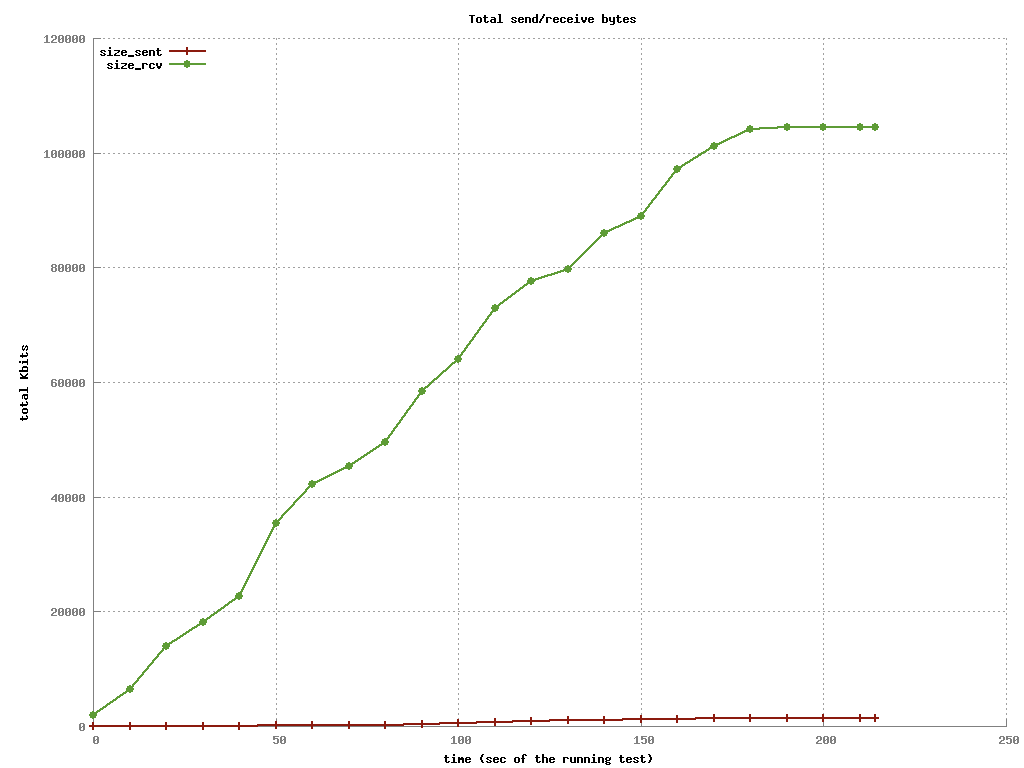 Total send/receive bytes
120000
size_sent
size_rcv
100000
80000
total Kbits
60000
40000
20000
0
0 50 100 150 200 250
time (sec of the running test)